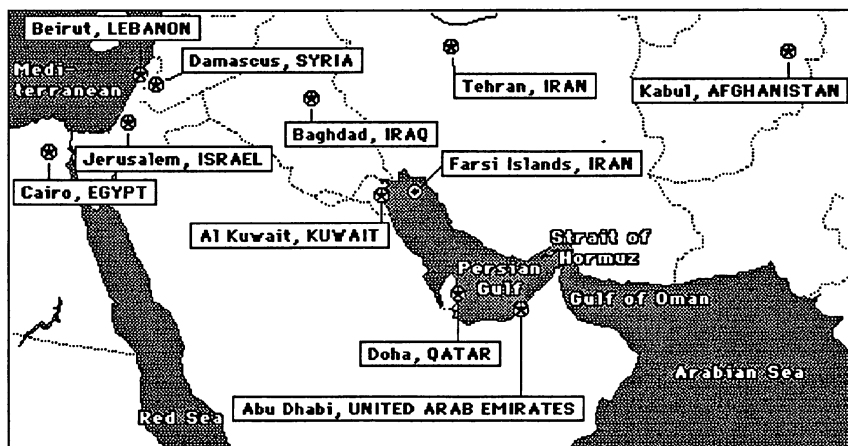 Beirut, LEBANON
Medi-
terranean
Damascus, SYRIA
Tehran, IRAN
Kabul, AFGHANISTAN
Baghdad, IRAQ
Jerusalem, ISRAEL
Farsi Islands, IRAN
Cairo, EGYPT
Al Kuwait, KUWAIT
Strait of
Hormuz
Persian
Gulf
Gulf of Oman
Doha, QATAR
Arabian Sea
Abu Dhabi, UNITED ARAB EMIRATES
Red Sea